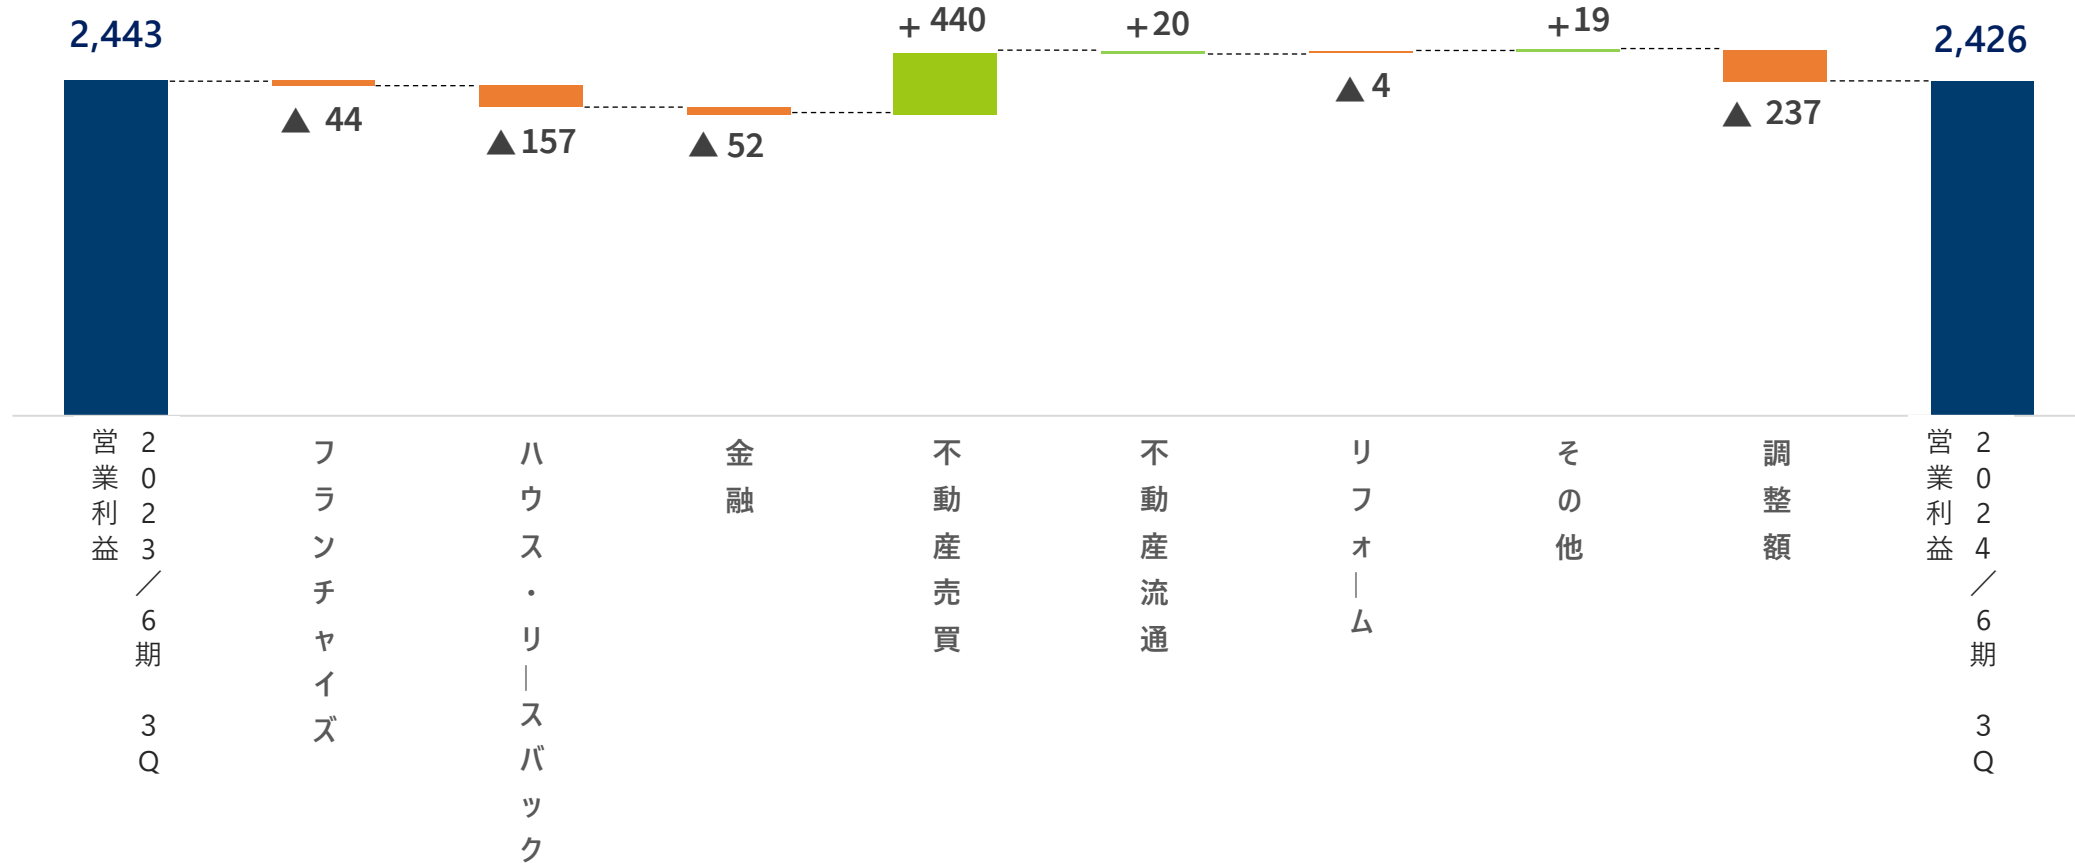 2,443
▲ 44
▲157
▲ 52
+ 440
+20
▲ 4
+19
▲ 237
2,426
2023/6期 3Q
営業利益
フランチャイズ
ハウス・リースバック
金融
不動産売買
不動産流通
リフォーム
その他
調整額
2024/6期 3Q
営業利益